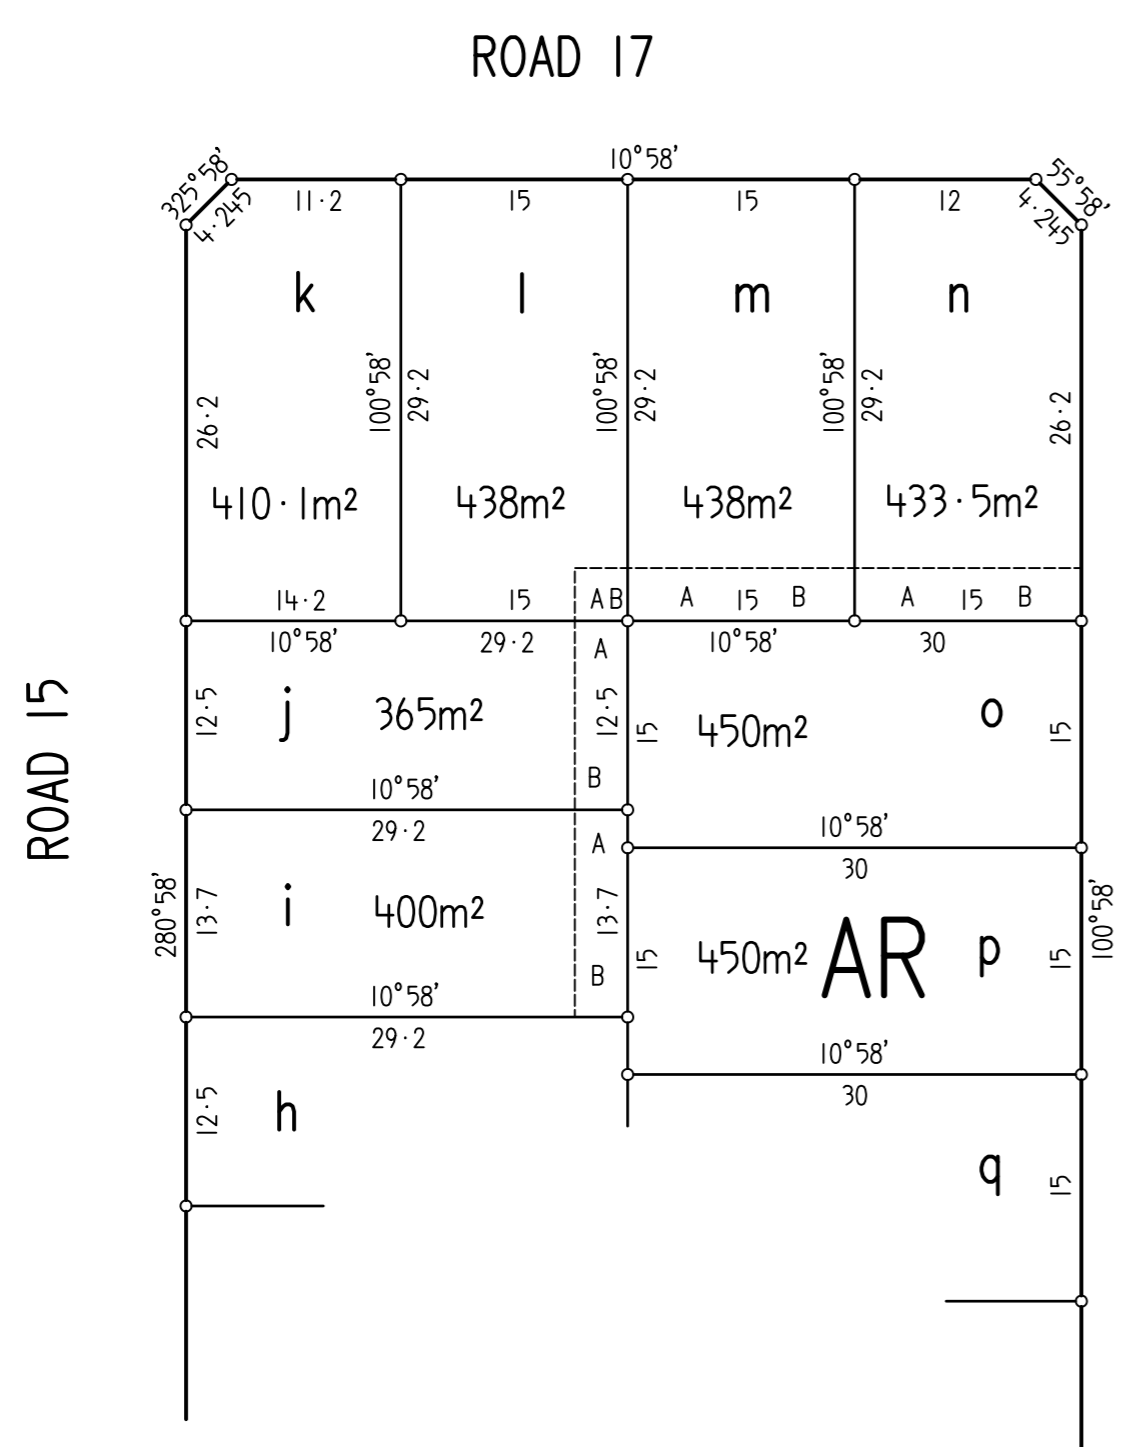 ROAD 17
10°58'
325°58'
4·245
11·2
15
15
12
55°58'
4·245
k
l
m
n
26·2
100°58'
29·2
100°58'
29·2
100°58'
29·2
26·2
410·1m²
438m²
438m²
433·5m²
14·2
15
A B
A
15
B
A
15
B
10°58'
29·2
A
10°58'
30
ROAD 15
12·5
j
365m²
12·5
15
450m²
o
15
B
10°58'
29·2
10°58'
30
A
280°58'
13·7
i
400m²
13·7
15
450m²
AR
p
15
100°58'
B
10°58'
29·2
10°58'
30
12·5
h
q
15